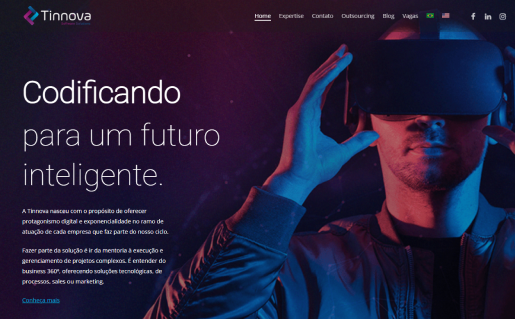 Tinnova
Home Expertise Contato Outsourcing Blog Vagas
Codificando
para um futuro
inteligente.
A Tinnova nasceu com o propósito de oferecer
protagonismo digital e exponencialidade no ramo de
atuação de cada empresa que faz parte do nosso ciclo.
Fazer parte da solução é ir da mentoria à execução e
gerenciamento de projetos complexos. É entender do
business 360º, oferecendo soluções tecnológicas, de
processos, sales ou marketing.
Conheça mais